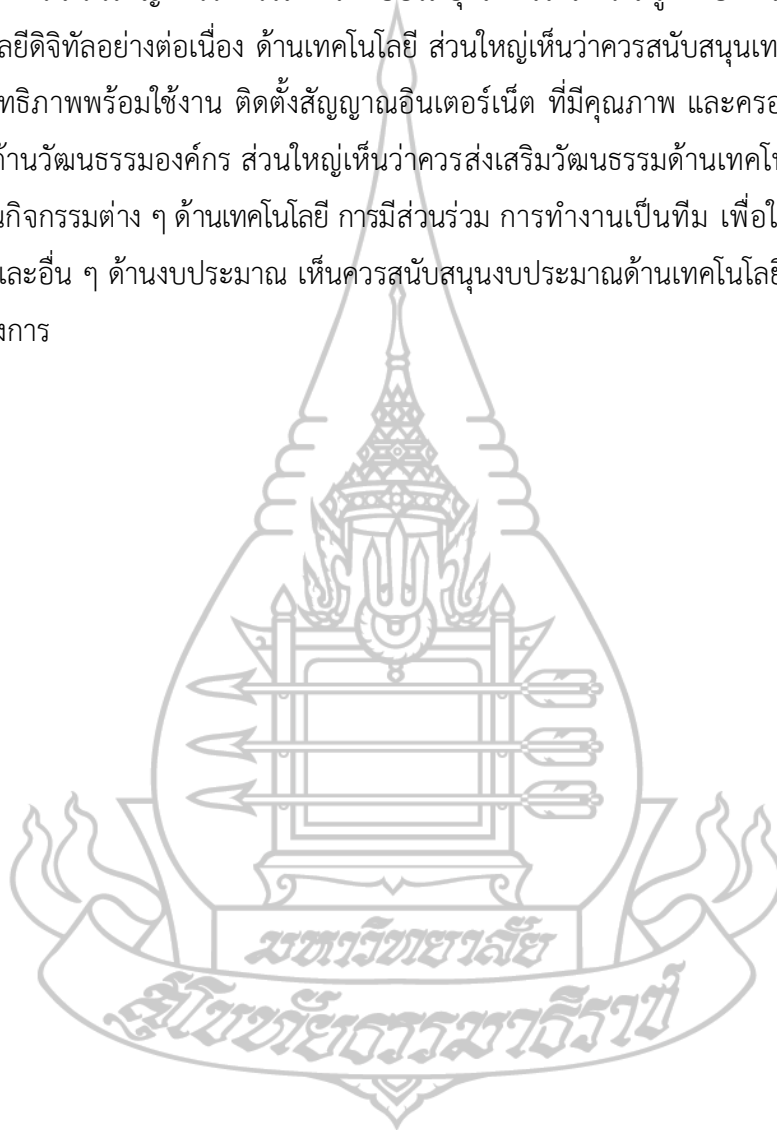 ลยีดิจิทัลอย่างต่อเนื่อง ด้านเทคโนโลยี ส่วนใหญ่เห็นว่าควรสนับสนุนเท
ทธิภาพพร้อมใช้งาน ติดตั้งสัญญาณอินเตอร์เน็ต ที่มีคุณภาพ และครอ
ด้านวัฒนธรรมองค์กร ส่วนใหญ่เห็นว่าควรส่งเสริมวัฒนธรรมด้านเทคโน
นกิจกรรมต่าง ๆ ด้านเทคโนโลยี การมีส่วนร่วม การทำงานเป็นทีม เพื่อใ
และอื่น ๆ ด้านงบประมาณ เห็นควรสนับสนุนงบประมาณด้านเทคโนโลยี
งการ
มหาวิทยาลัย
สุโขทัยธรรมาธิราช